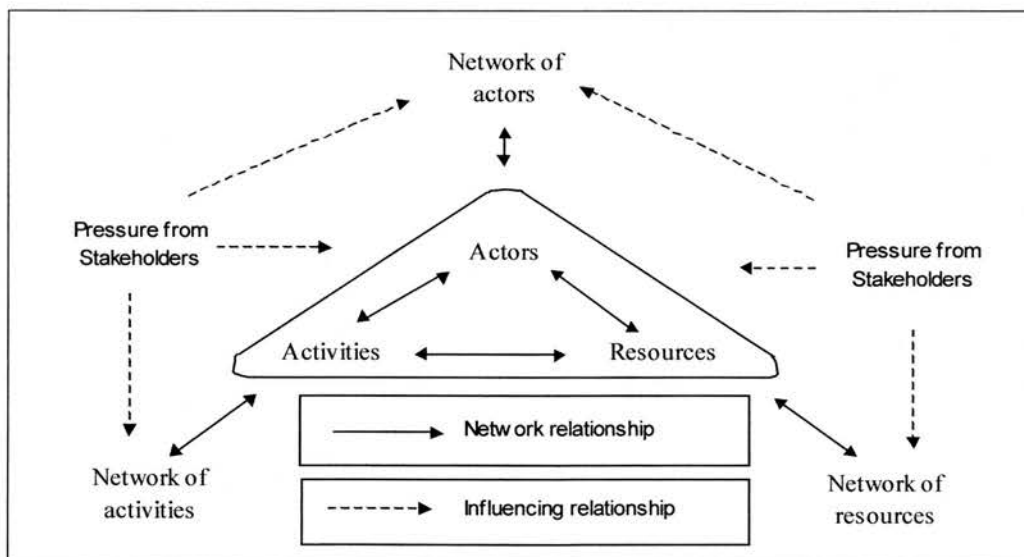 Network of
actors
Pressure from
Stakeholders
Actors
Pressure from
Stakeholders
Activities
Resources
Network relationship
Network of
activities
Influencing relationship
Network of
resources